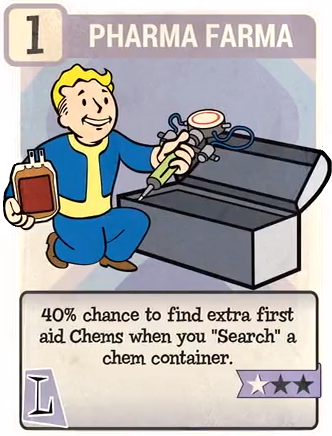 1
PHARMA FARMA
40% chance to find extra first
aid Chems when you "Search" a
chem container.
L